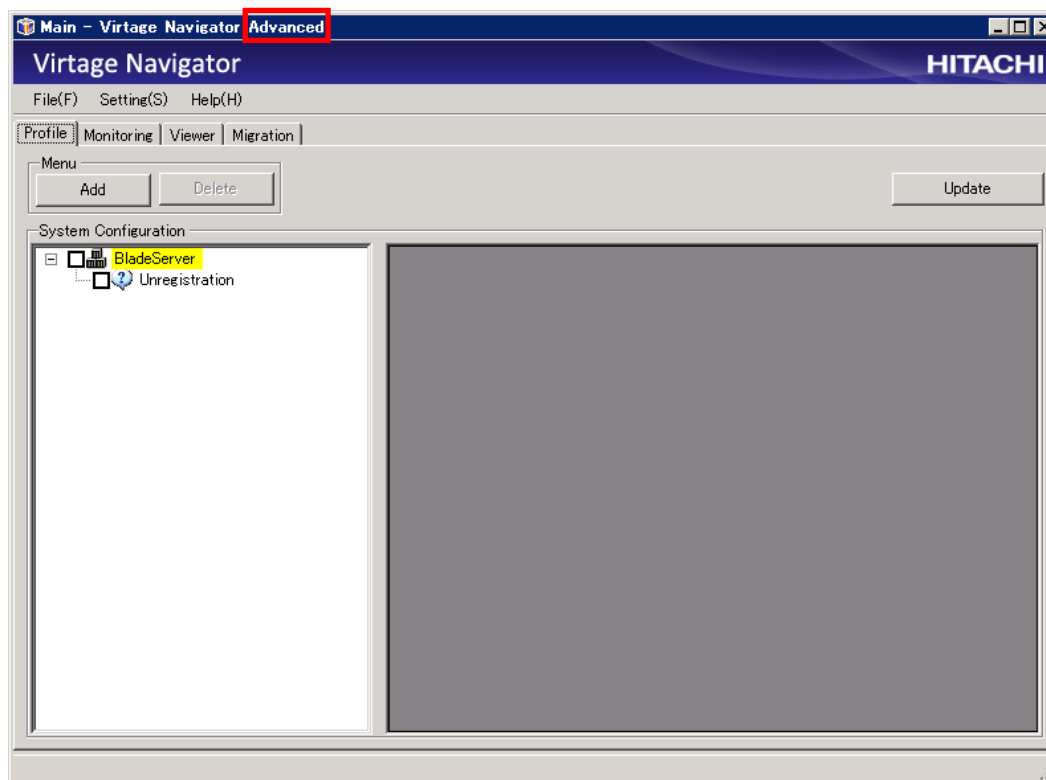 Main - Virtage Navigator Advanced
Virtage Navigator
HITACHI
File(F) Setting(S) Help(H)
Profile Monitoring Viewer Migration
Menu
Add Delete Update
System Configuration
BladeServer
Unregistration